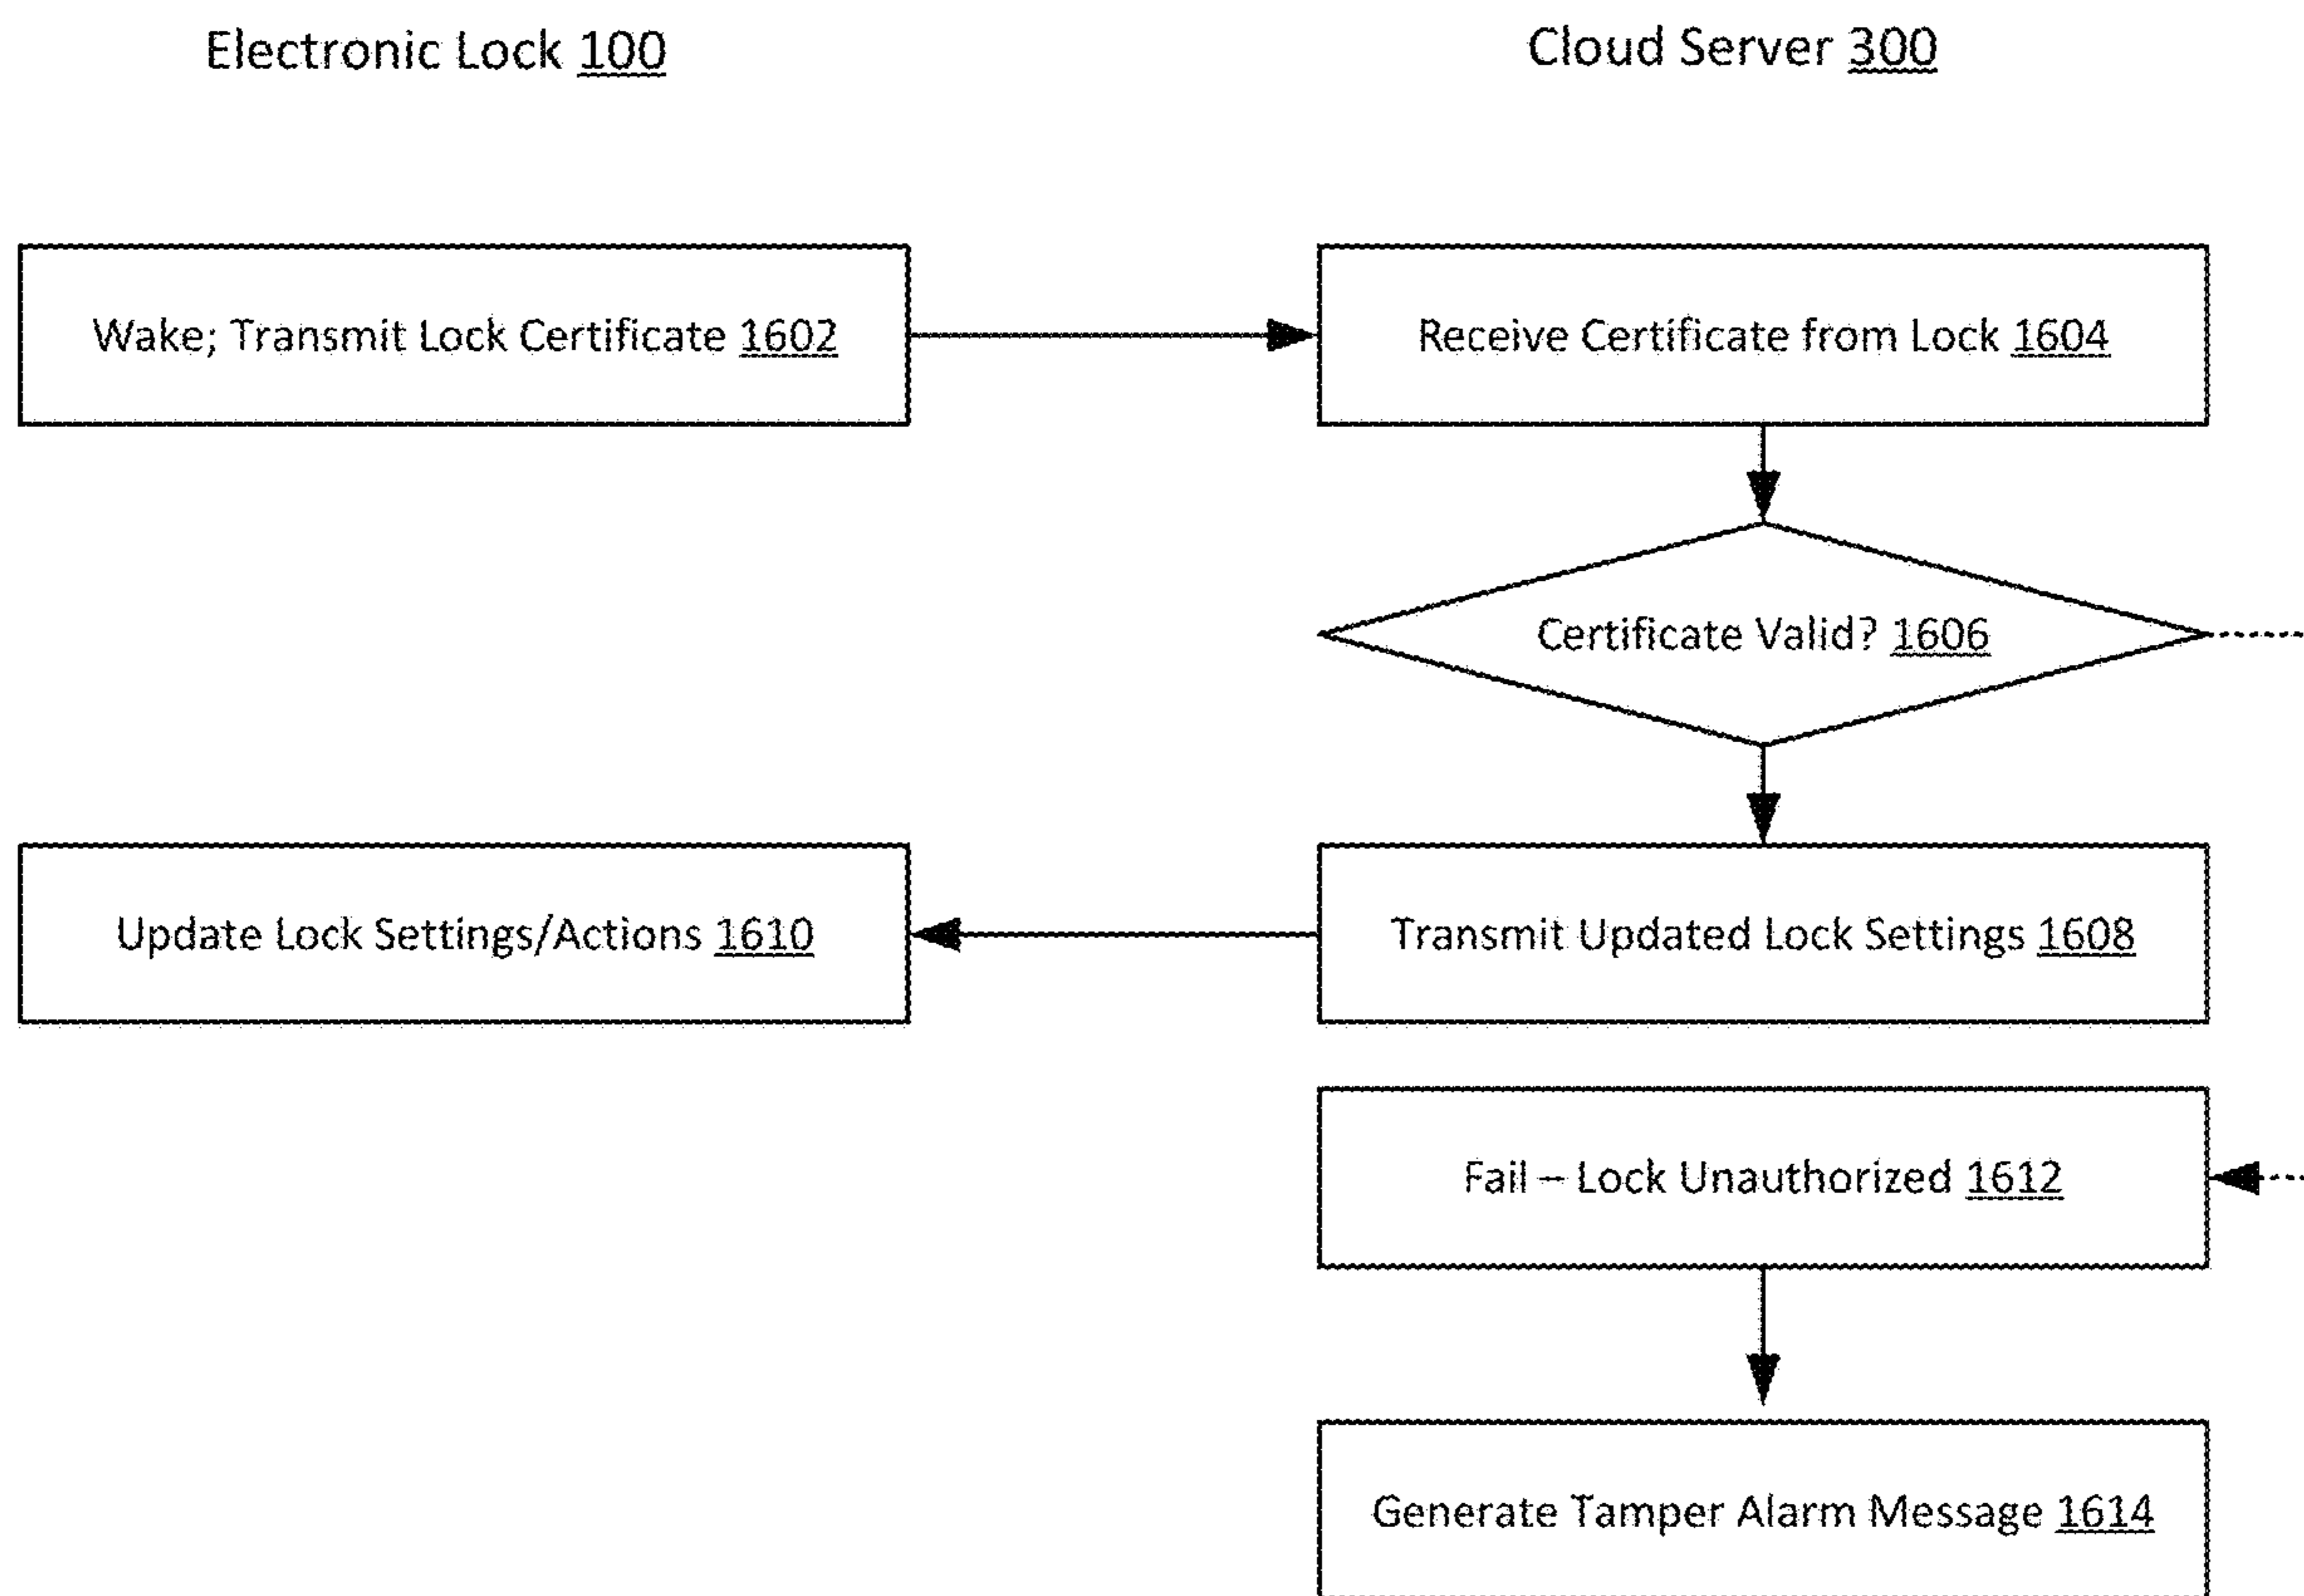 Electronic Lock 100
Cloud Server 300
Wake; Transmit Lock Certificate 1602
Receive Certificate from Lock 1604
Certificate Valid? 1606
Update Lock Settings/Actions 1610
Transmit Updated Lock Settings 1608
Fail – Lock Unauthorized 1612
Generate Tamper Alarm Message 1614